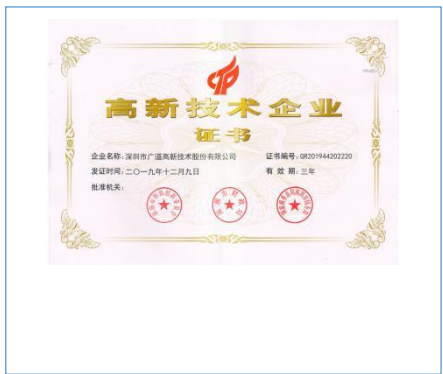 高新技术企业
证书
企业名称：深圳市广道高新技术股份有限公司
证书编号：GR201944202220
发证时间：二〇一九年十二月九日
有效期：三年
批准机关：